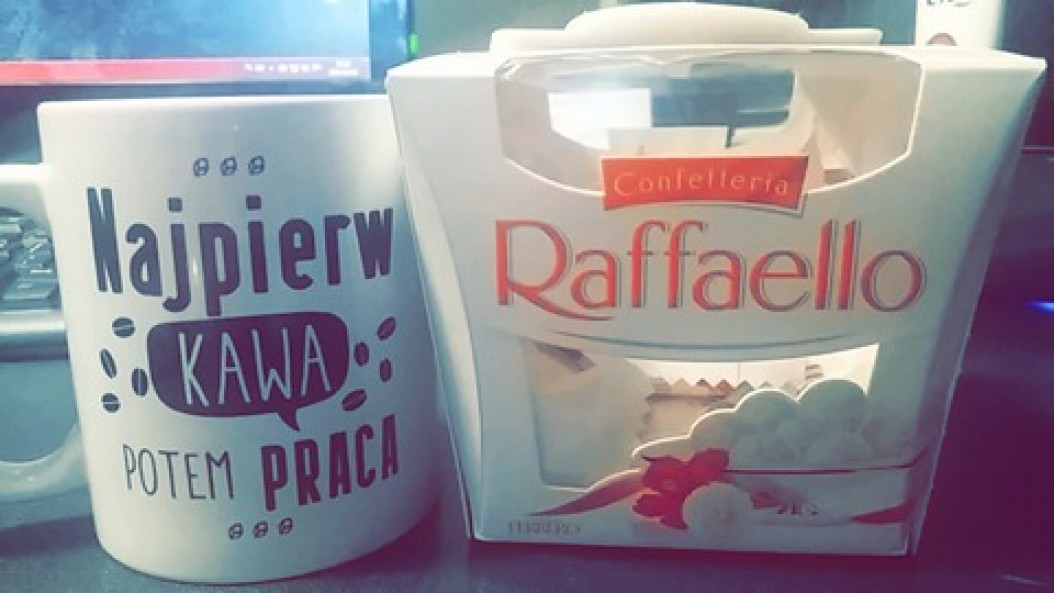 Najpierw
KAWA
POTEM PRACA
Confetteria
Raffaello
FERRERO